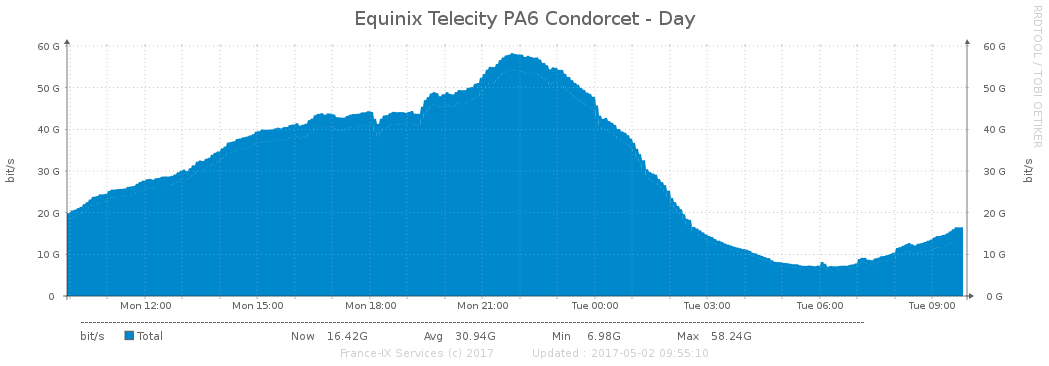 Equinix Telecity PA6 Condorcet - Day
RRDTOOL / TOBI OETIKER
60 G 60 G
50 G 50 G
40 G 40 G
30 G 30 G
20 G 20 G
10 G 10 G
0 0 G
bit/s bit/s
Mon 12:00 Mon 15:00 Mon 18:00 Mon 21:00 Tue 00:00 Tue 03:00 Tue 06:00 Tue 09:00
bit/s Total Now 16.42G Avg 30.94G Min 6.98G Max 58.24G
France-IX Services (c) 2017 Updated : 2017-05-02 09:55:10